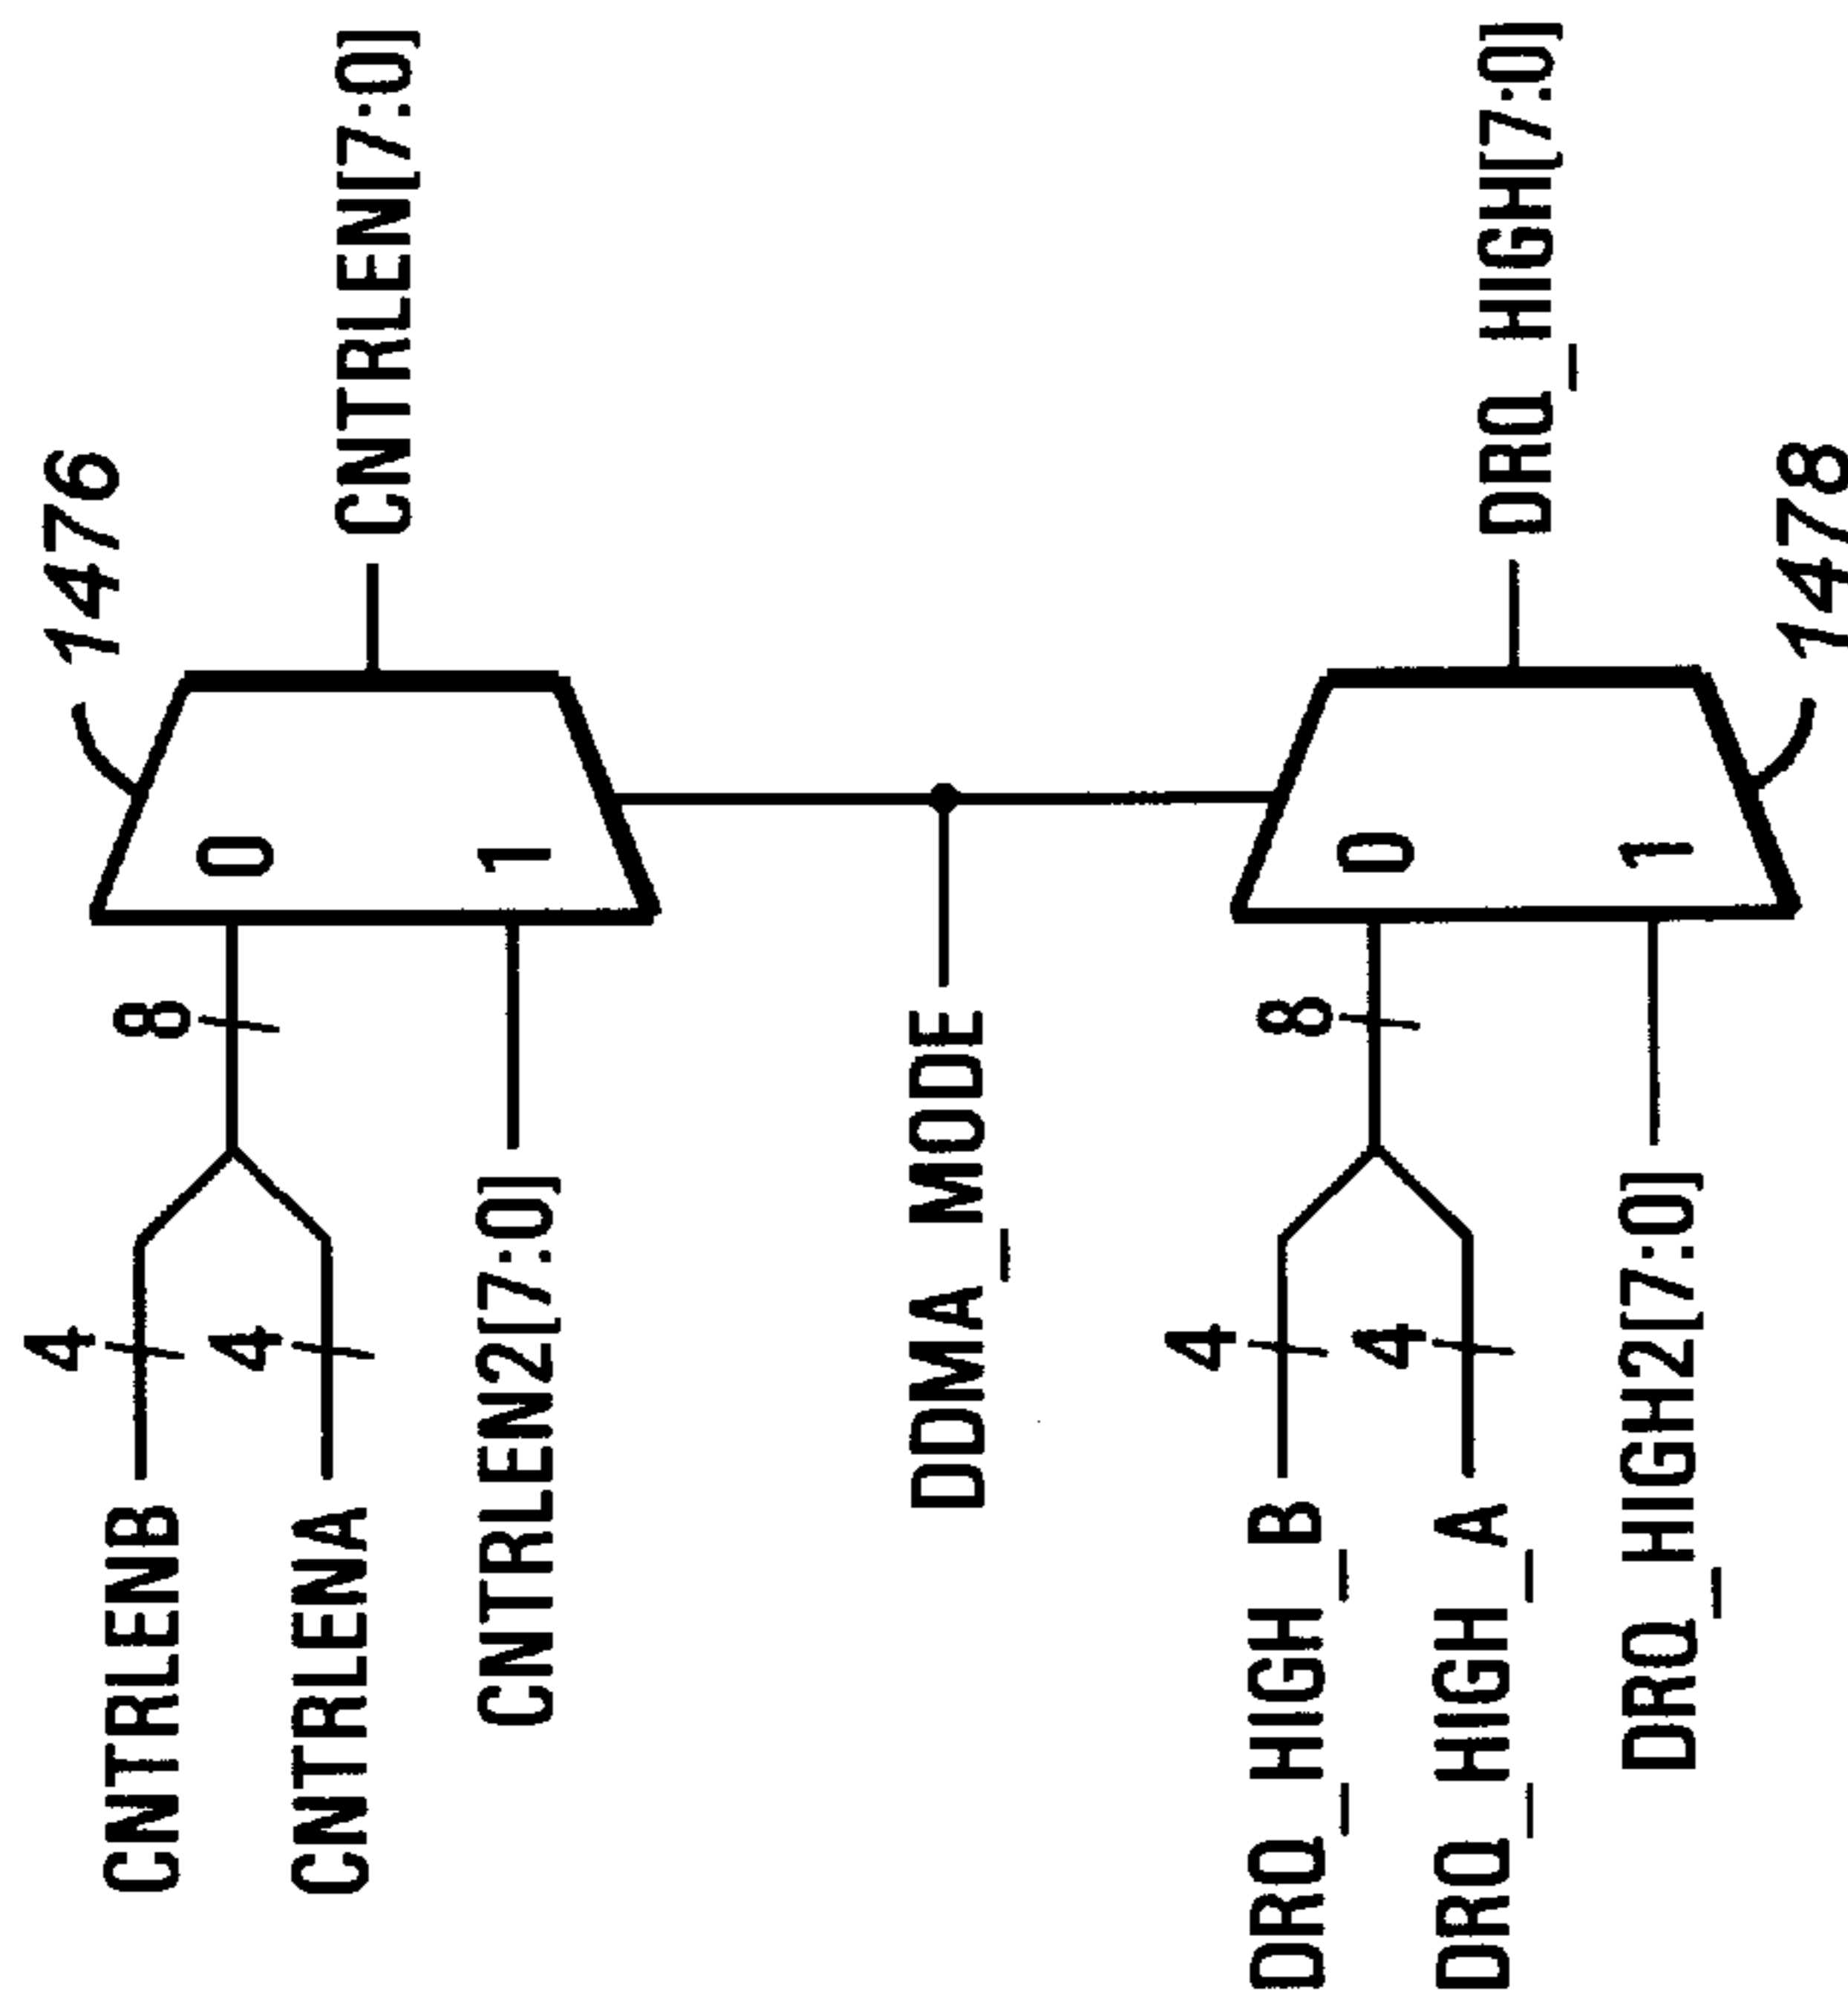 1476
CNTRLENB
4
CNTRLENA
4
8
0
CNTRLEN[7:0]
CNTRLEN2[7:0]
1
DDMA_MODE
DRQ_HIGH_B
4
DRQ_HIGH_A
4
8
0
DRQ_HIGH[7:0]
DRQ_HIGH2[7:0]
1
1478